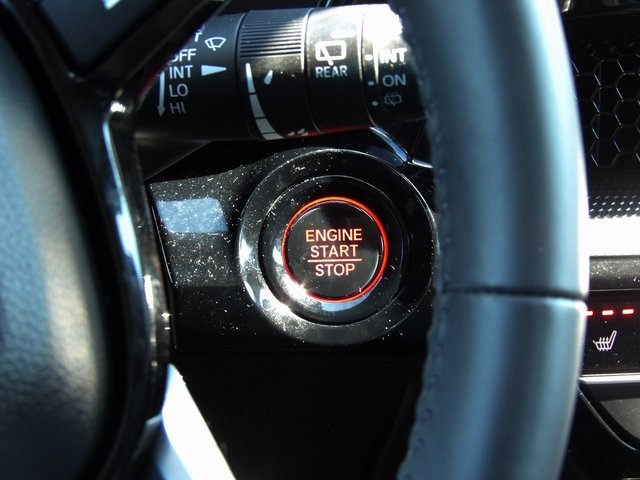 OFF
INT
LO
HI
REAR
INT
ON
ENGINE
START
STOP